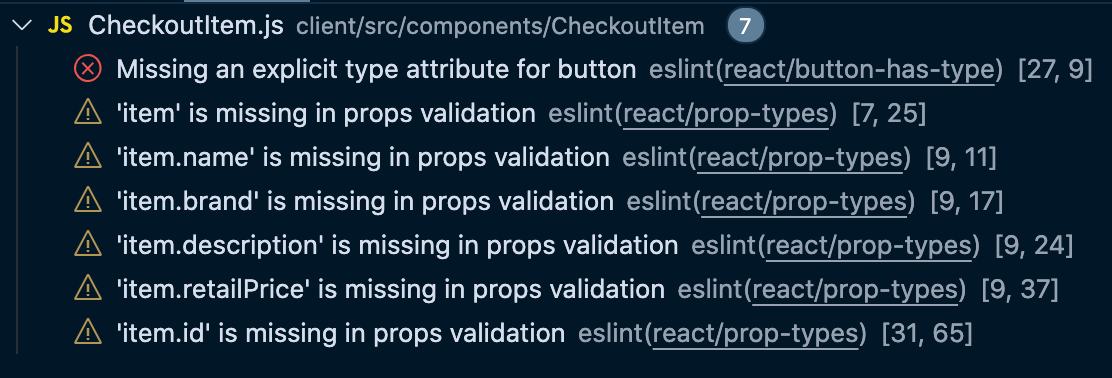 JS CheckoutItem.js client/src/components/CheckoutItem 7
Missing an explicit type attribute for button eslint(react/button-has-type) [27, 9]
'item' is missing in props validation eslint(react/prop-types) [7, 25]
'item.name' is missing in props validation eslint(react/prop-types) [9, 11]
'item.brand' is missing in props validation eslint(react/prop-types) [9, 17]
'item.description' is missing in props validation eslint(react/prop-types) [9, 24]
'item.retailPrice' is missing in props validation eslint(react/prop-types) [9, 37]
'item.id' is missing in props validation eslint(react/prop-types) [31, 65]